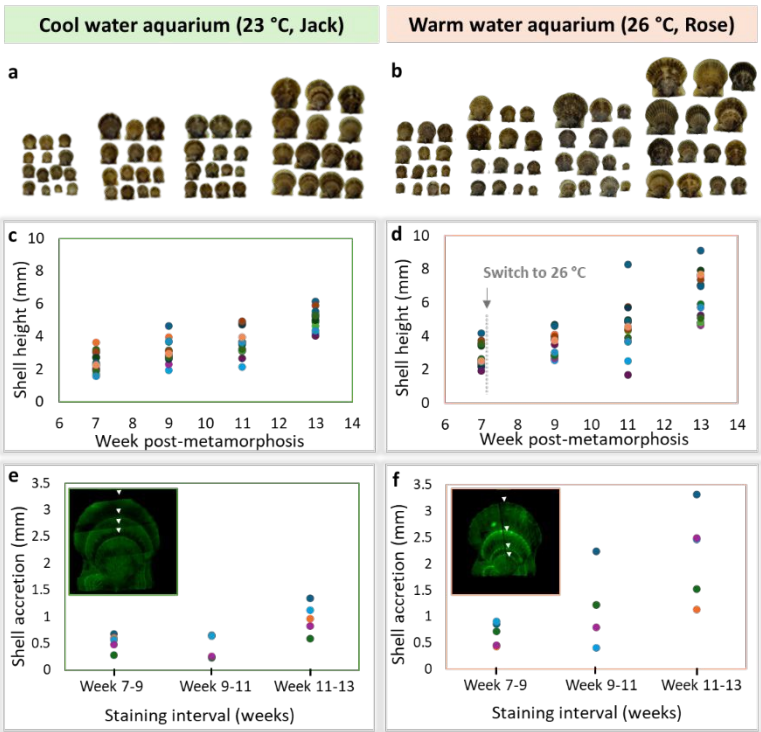 Cool water aquarium (23 °C, Jack)
Warm water aquarium (26 °C, Rose)
a
b
c
10
8
6
4
2
0
Shell height (mm)
6 7 8 9 10 11 12 13 14
Week post-metamorphosis
d
Switch to 26 °C
10
8
6
4
2
0
Shell height (mm)
6 7 8 9 10 11 12 13 14
Week post-metamorphosis
e
3.5
3
2.5
2
1.5
1
0.5
0
Shell accretion (mm)
Week 7-9 Week 9-11 Week 11-13
Staining interval (weeks)
f
3.5
3
2.5
2
1.5
1
0.5
0
Shell accretion (mm)
Week 7-9 Week 9-11 Week 11-13
Staining interval (weeks)